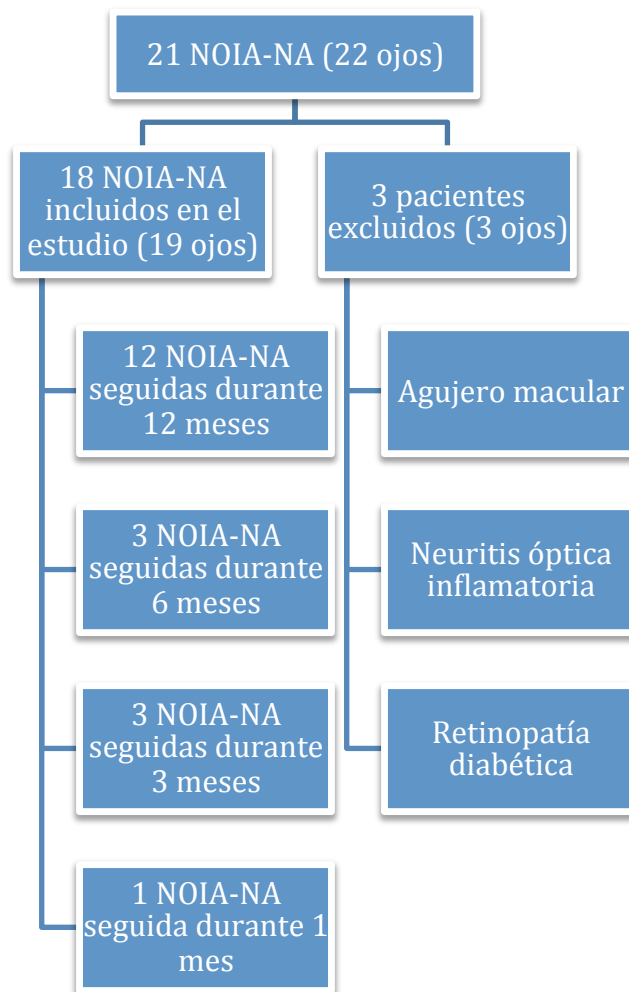 21 NOIA-NA (22 ojos)
18 NOIA-NA
incluidos en el
estudio (19 ojos)
3 pacientes
excluidos (3 ojos)
12 NOIA-NA
seguidas durante
12 meses
Agujero macular
3 NOIA-NA
seguidas durante
6 meses
Neuritis óptica
inflamatoria
3 NOIA-NA
seguidas durante
3 meses
Retinopatía
diabética
1 NOIA-NA
seguida durante 1
mes